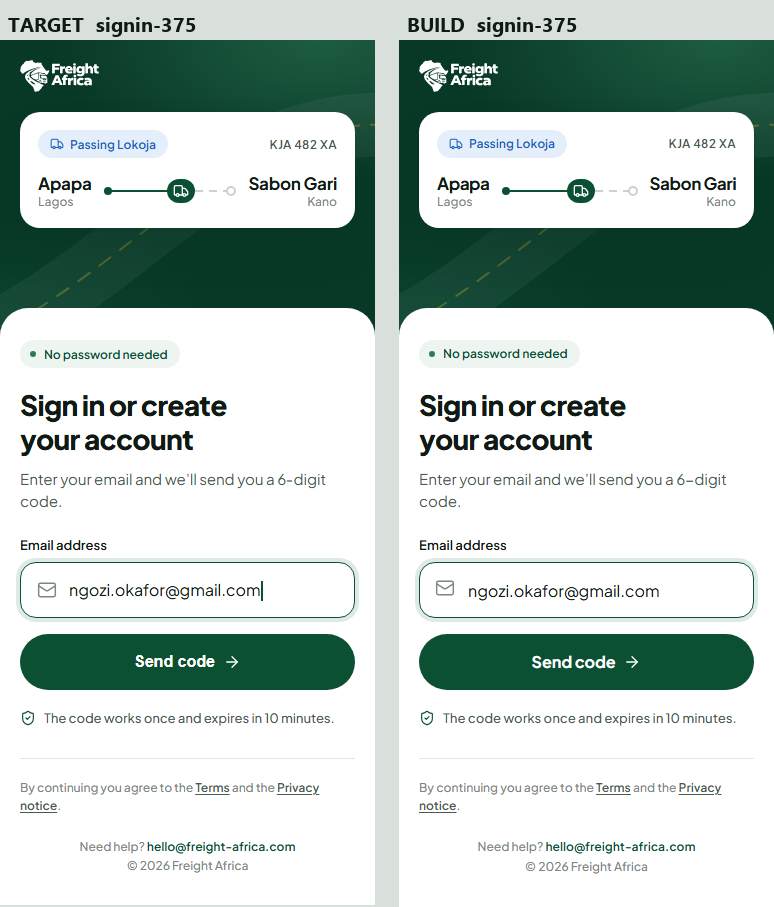 TARGET signin-375
Freight
Africa
Passing Lokoja
KJA 482 XA
Apapa
Sabon Gari
Lagos
Kano
No password needed
Sign in or create
your account
Enter your email and we'll send you a 6-digit
code.
Email address
ngozi.okafor@gmail.com
Send code →
The code works once and expires in 10 minutes.
By continuing you agree to the Terms and the Privacy
notice.
Need help? hello@freight-africa.com
© 2026 Freight Africa
BUILD signin-375
Freight
Africa
Passing Lokoja
KJA 482 XA
Apapa
Sabon Gari
Lagos
Kano
No password needed
Sign in or create
your account
Enter your email and we'll send you a 6–digit
code.
Email address
ngozi.okafor@gmail.com
Send code →
The code works once and expires in 10 minutes.
By continuing you agree to the Terms and the Privacy
notice.
Need help? hello@freight-africa.com
© 2026 Freight Africa